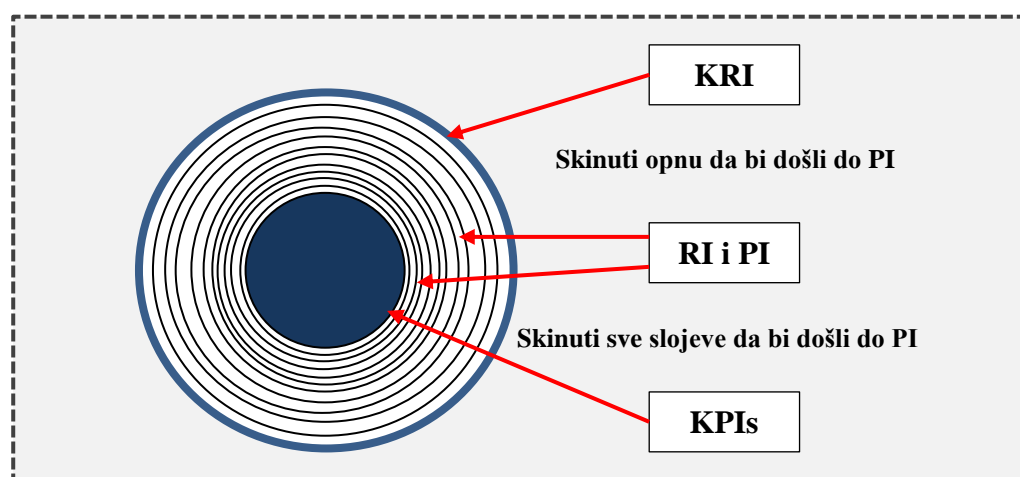 KRI
Skinuti opnu da bi došli do PI
RI i PI
Skinuti sve slojeve da bi došli do PI
KPIs